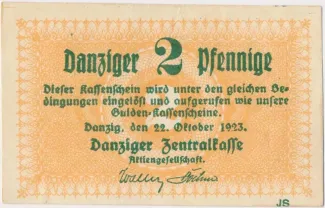 Danziger 2 Pfennige
Dieser Kassenschein wird unter den gleichen Be-
dingungen eingelöst und aufgerufen wie unsere
Gulden-Kassenscheine.
Danzig, den 22. Oktober 1923.
Danziger Zentralkasse
Aktiengesellschaft.
JS